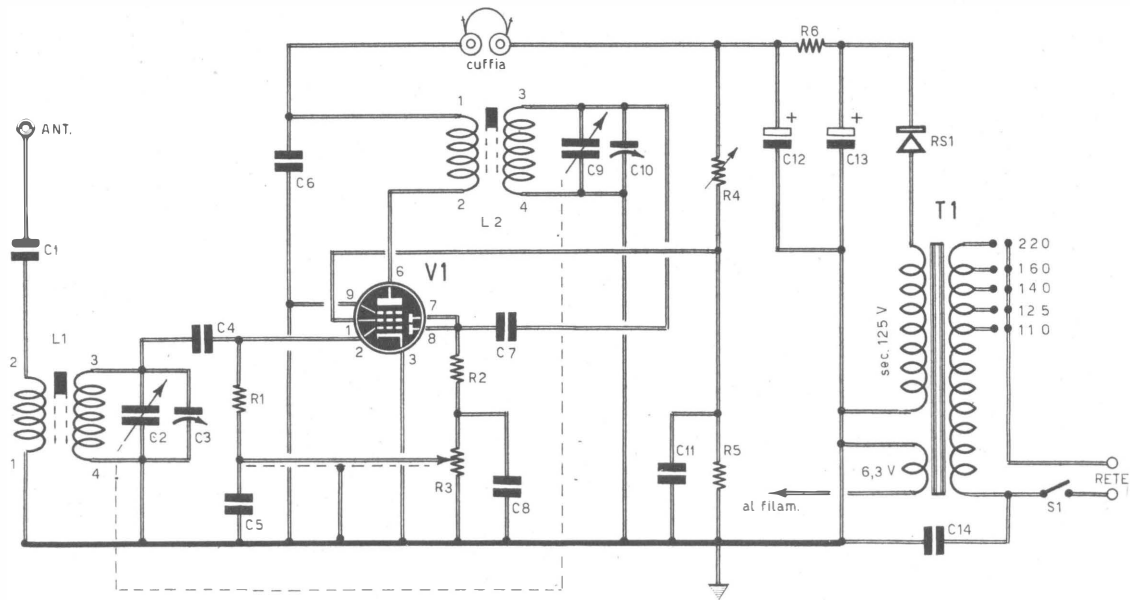 cuffia
R6
1
3
+
+
ANT.
C6
C9
C10
C12
C13
RS1
2
4
R4
L2
T1
C1
6
V1
220
160
140
125
110
sec. 125 V
9
7
1
8
2
3
C4
C7
L1
2
3
R1
R2
C2
C3
1
4
C11
R5
6,3 V
R3
RETE
C5
C8
al filam.
S1
C14